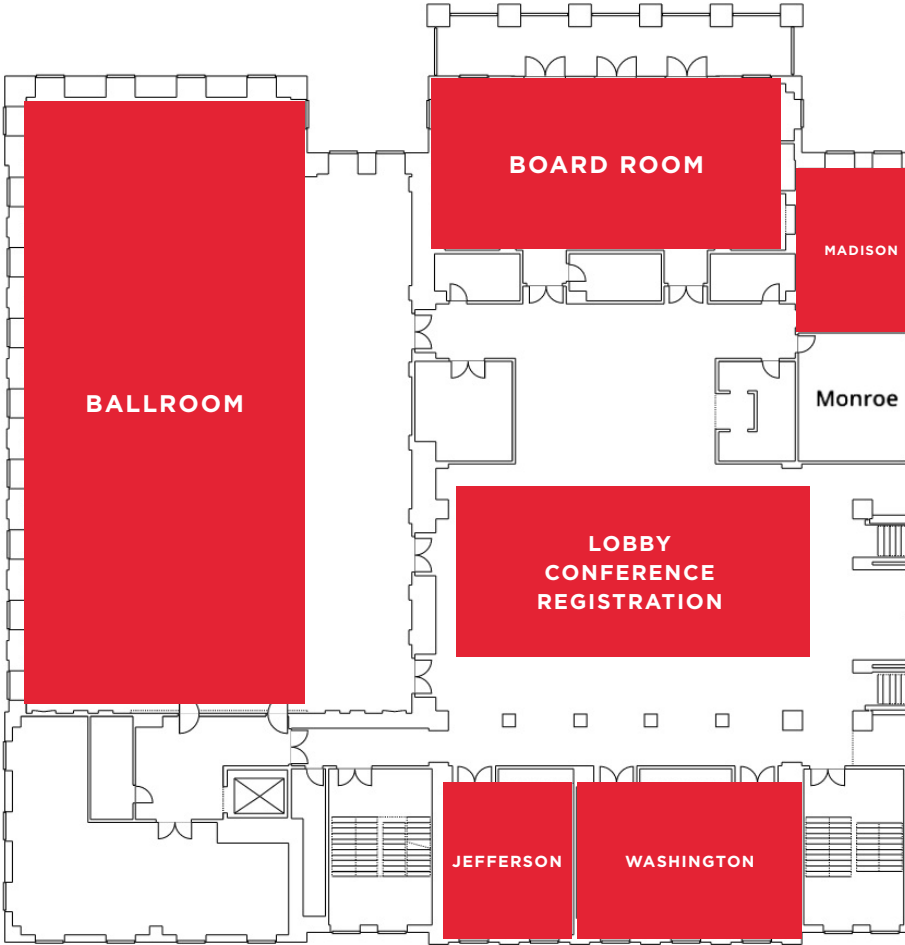 BOARD ROOM
MADISON
BALLROOM
Monroe
LOBBY
CONFERENCE
REGISTRATION
JEFFERSON
WASHINGTON